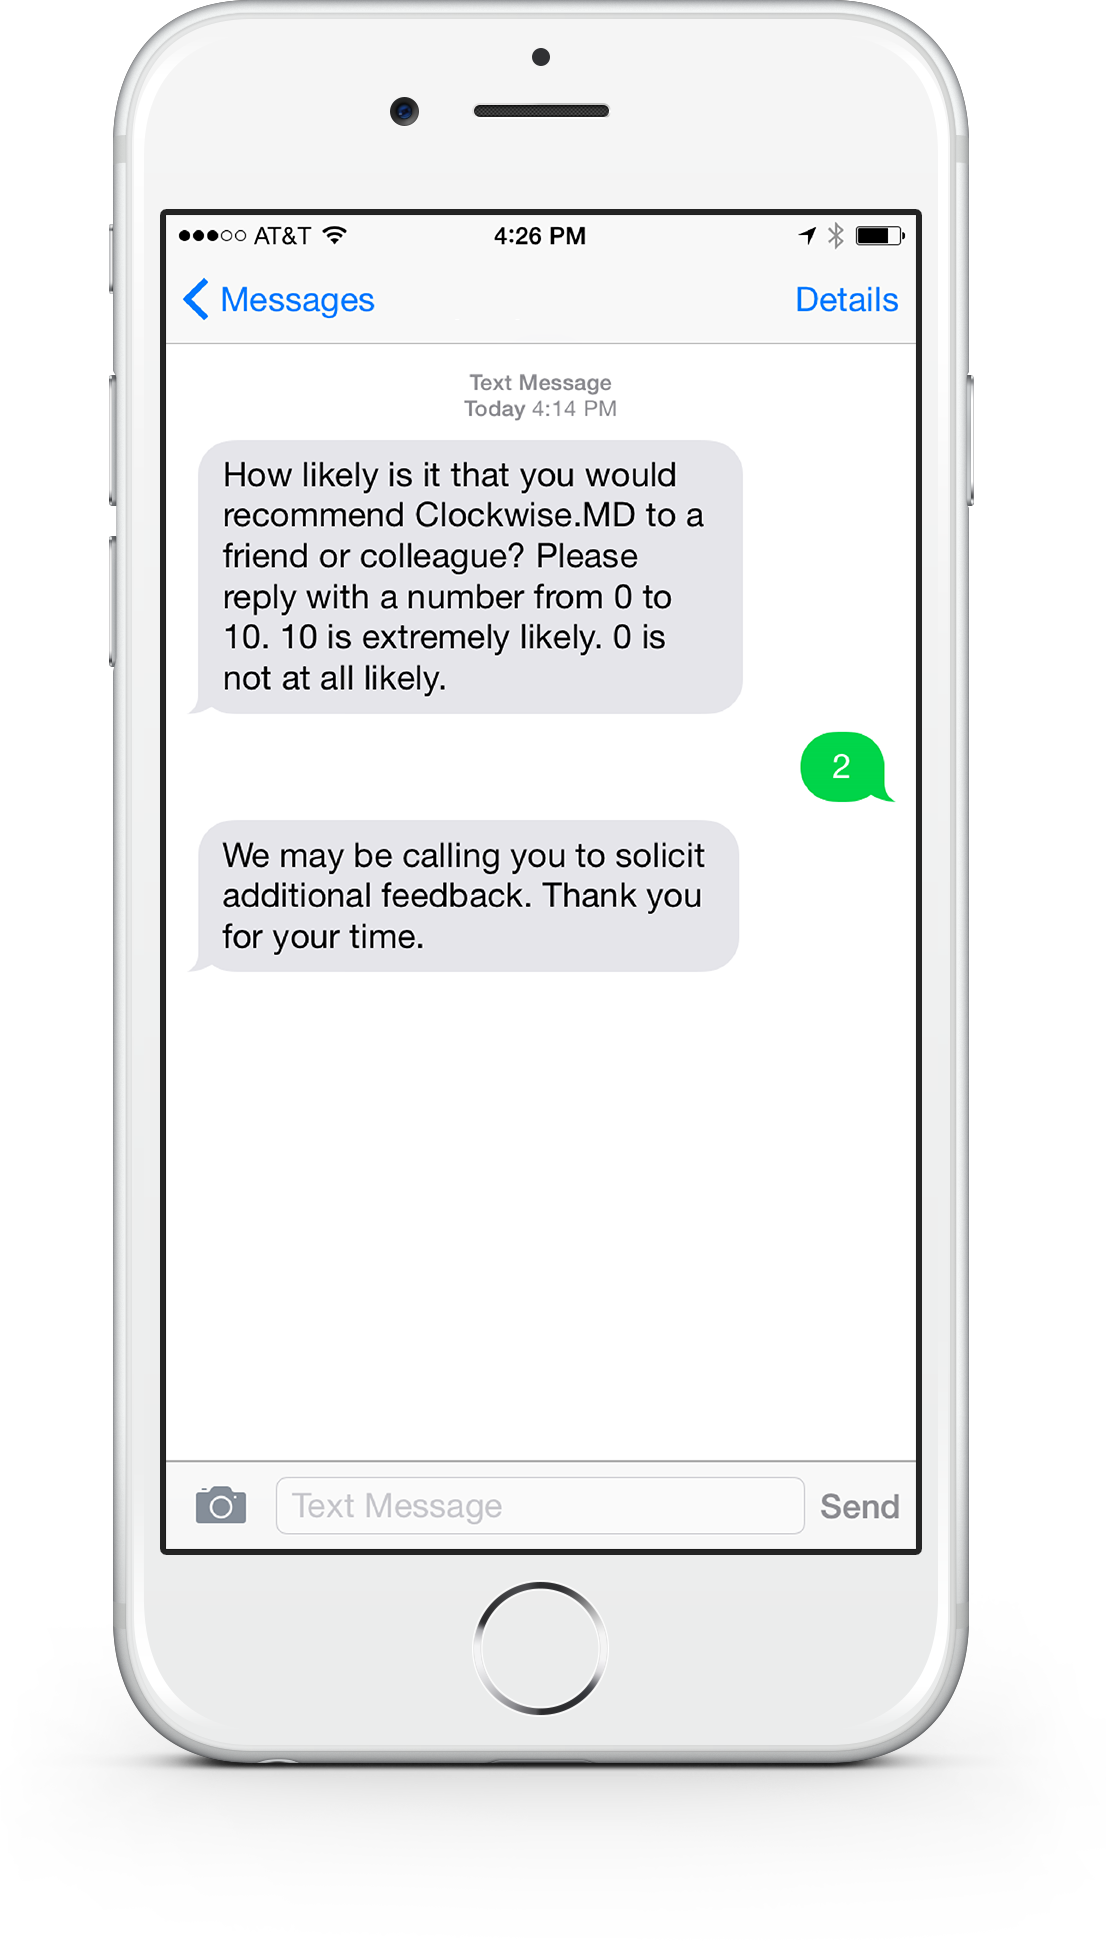 AT&T 4:26 PM
Messages Details
Text Message
Today 4:14 PM
How likely is it that you would
recommend Clockwise.MD to a
friend or colleague? Please
reply with a number from 0 to
10. 10 is extremely likely. 0 is
not at all likely.
2
We may be calling you to solicit
additional feedback. Thank you
for your time.
Text Message Send